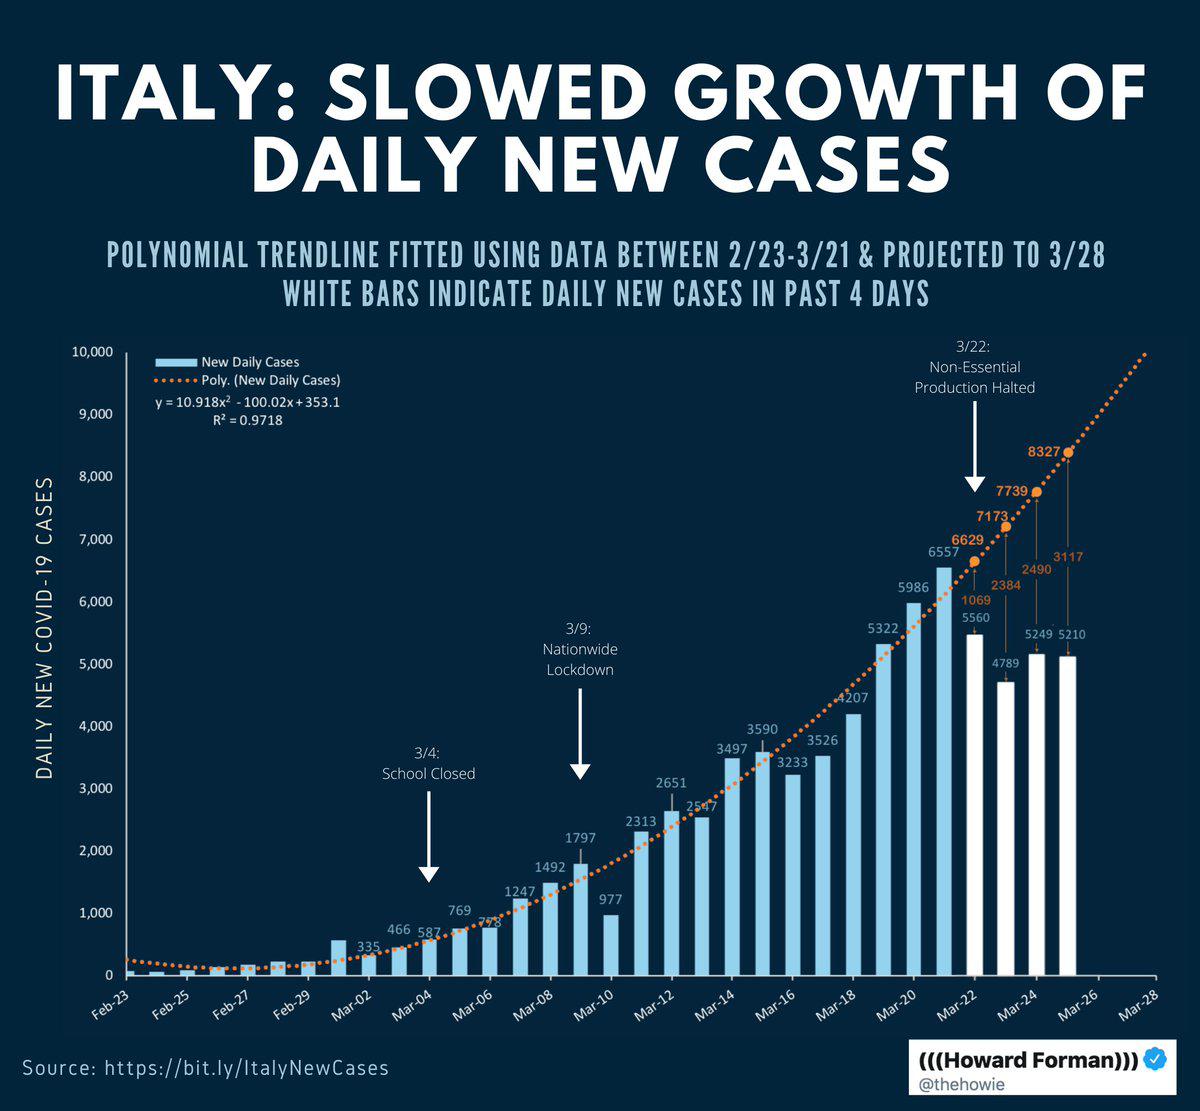 ITALY: SLOWED GROWTH OF
DAILY NEW CASES
POLYNOMIAL TRENDLINE FITTED USING DATA BETWEEN 2/23-3/21 & PROJECTED TO 3/28
WHITE BARS INDICATE DAILY NEW CASES IN PAST 4 DAYS
DAILY NEW COVID-19 CASES
10,000
9,000
8,000
7,000
6,000
5,000
4,000
3,000
2,000
1,000
0
New Daily Cases
Poly. (New Daily Cases)
y = 10.918x² - 100.02x + 353.1
R² = 0.9718
3/4:
School Closed
3/9:
Nationwide
Lockdown
3/22:
Non-Essential
Production Halted
335
466
587
769
778
1247
1492
1797
977
2313
2651
2547
3497
3590
3233
3526
4207
5322
5986
6557
6629
7173
7739
8327
1069
2384
2490
3117
5560
4789
5249
5210
Feb-23
Feb-25
Feb-27
Feb-29
Mar-02
Mar-04
Mar-06
Mar-08
Mar-10
Mar-12
Mar-14
Mar-16
Mar-18
Mar-20
Mar-22
Mar-24
Mar-26
Mar-28
Source: https://bit.ly/ItalyNewCases
(((Howard Forman)))
@thehowie